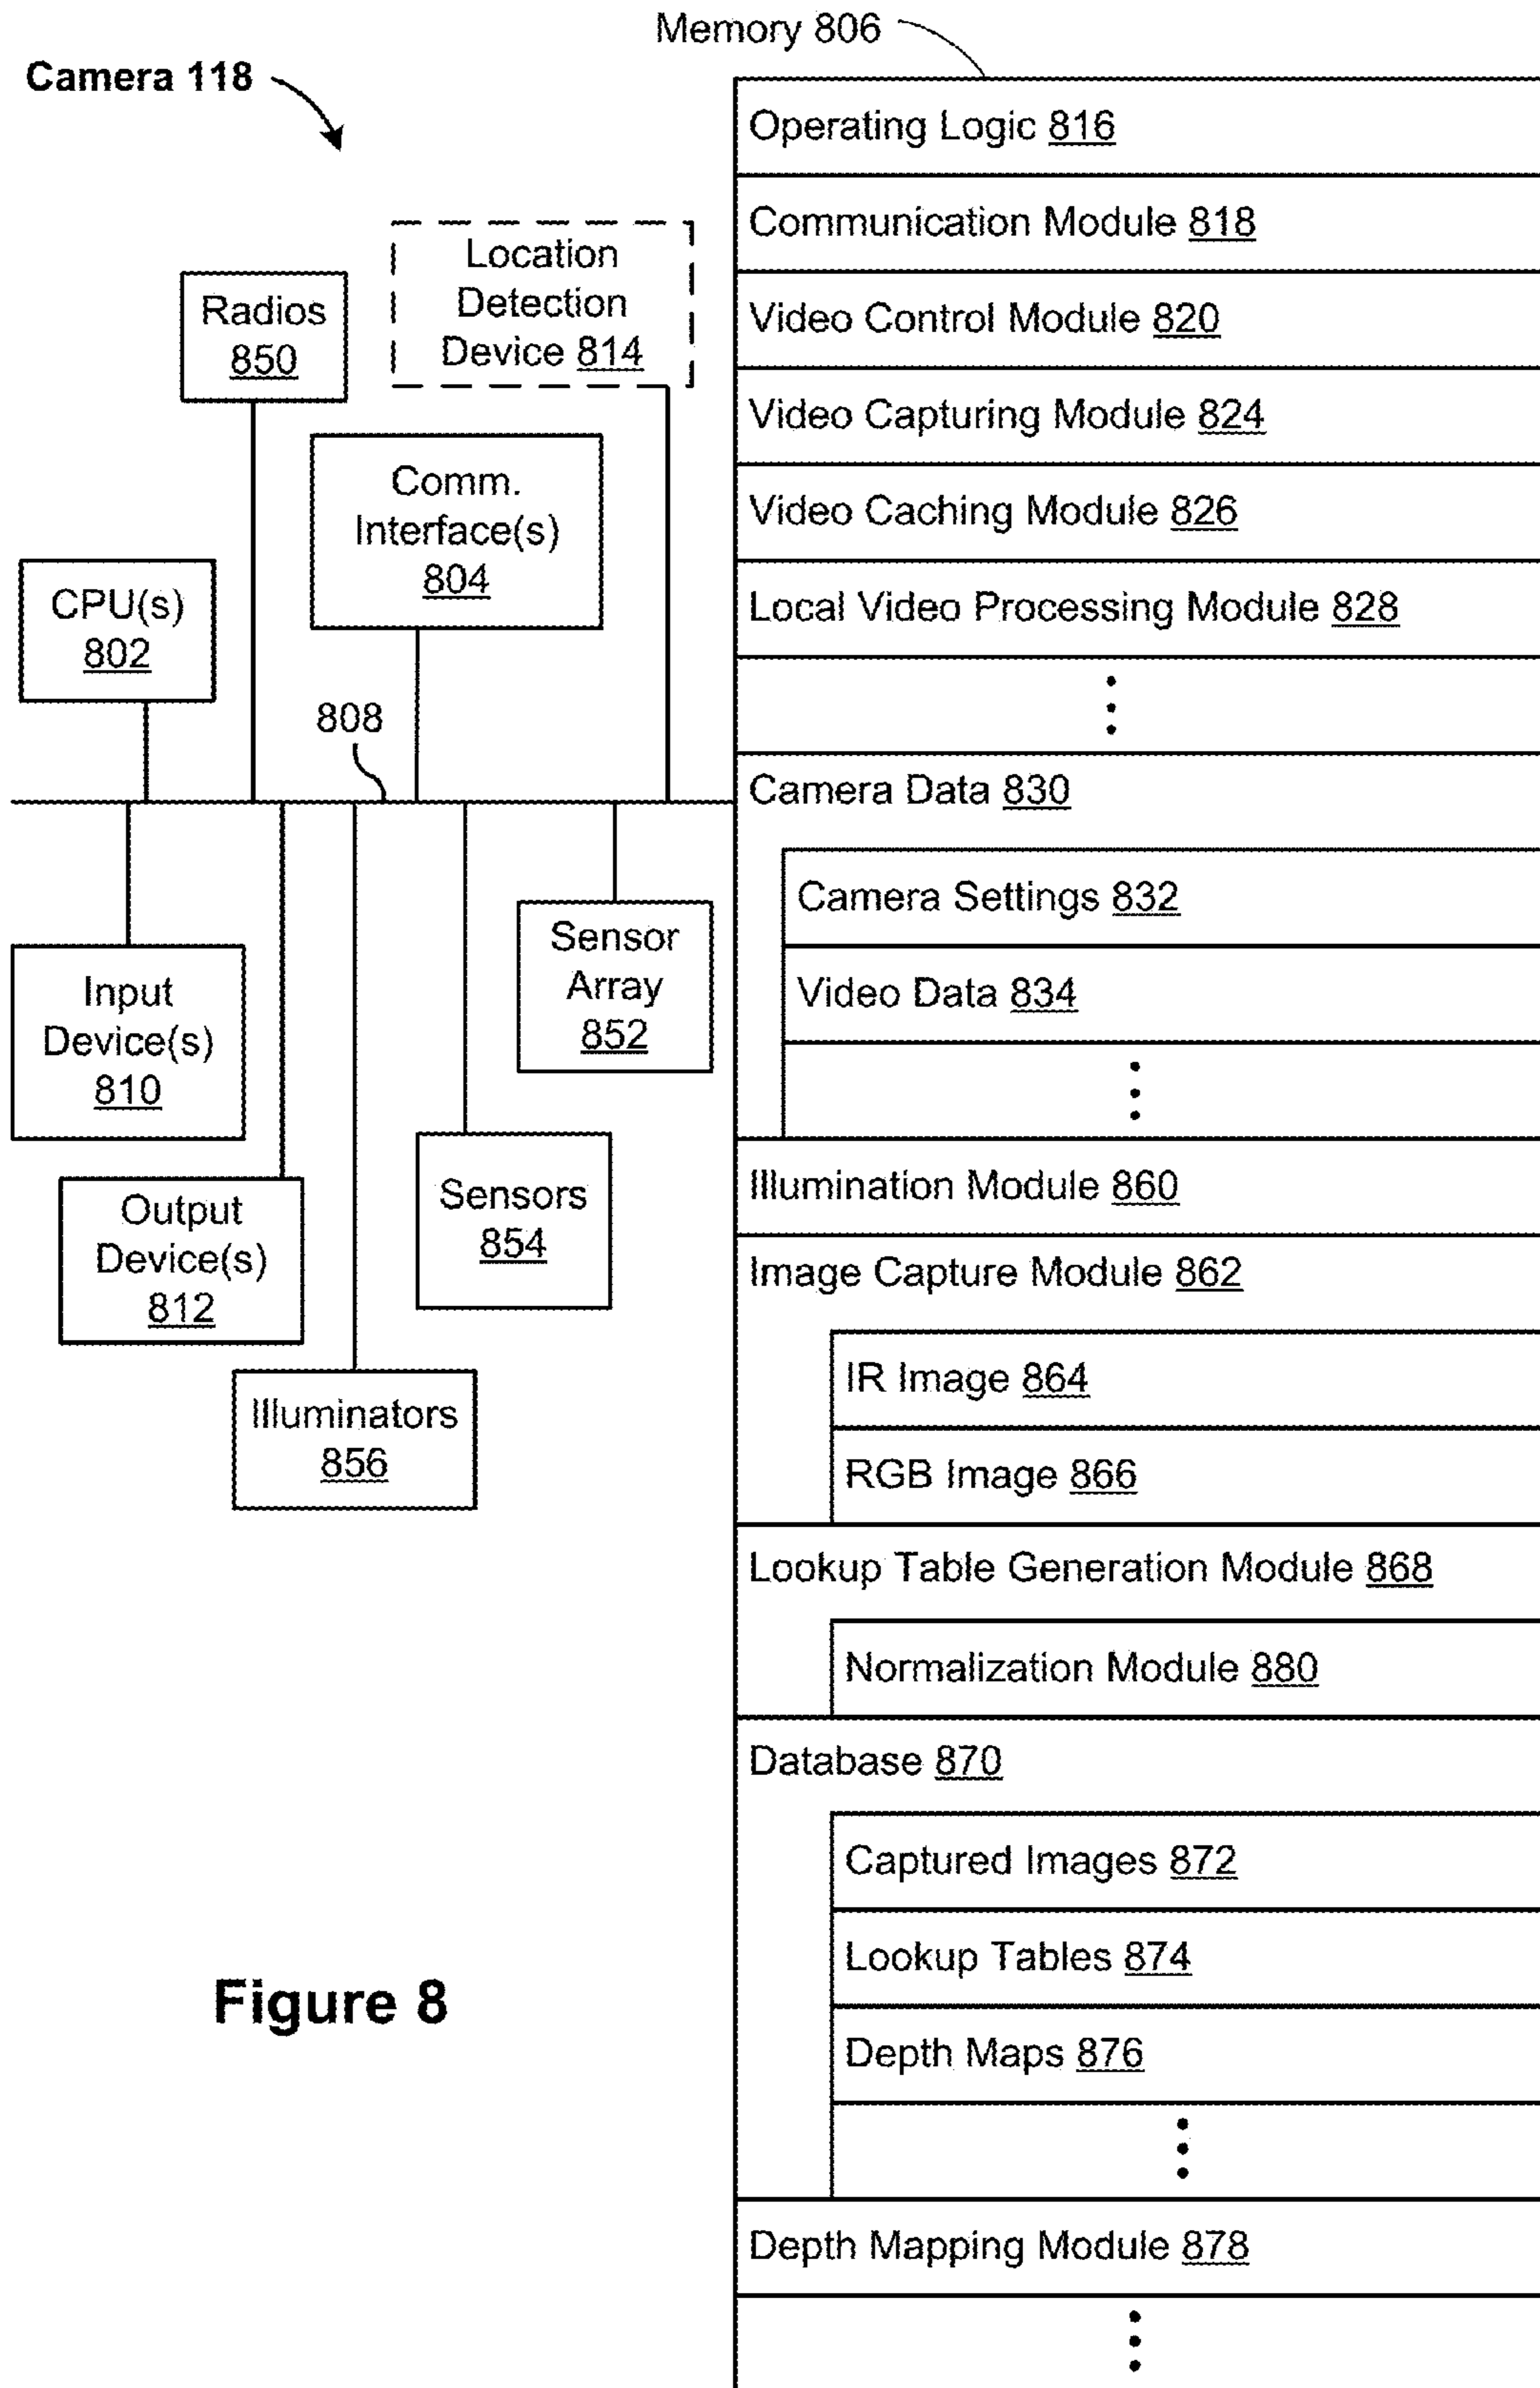 Memory 806
Camera 118
Location
Detection
Device 814
Radios
850
Comm.
Interface(s)
804
CPU(s)
802
808
Sensor
Array
852
Input
Device(s)
810
Sensors
854
Output
Device(s)
812
Illuminators
856
Operating Logic 816
Communication Module 818
Video Control Module 820
Video Capturing Module 824
Video Caching Module 826
Local Video Processing Module 828
Camera Data 830
Camera Settings 832
Video Data 834
Illumination Module 860
Image Capture Module 862
IR Image 864
RGB Image 866
Lookup Table Generation Module 868
Normalization Module 880
Database 870
Captured Images 872
Lookup Tables 874
Depth Maps 876
Depth Mapping Module 878
Figure 8